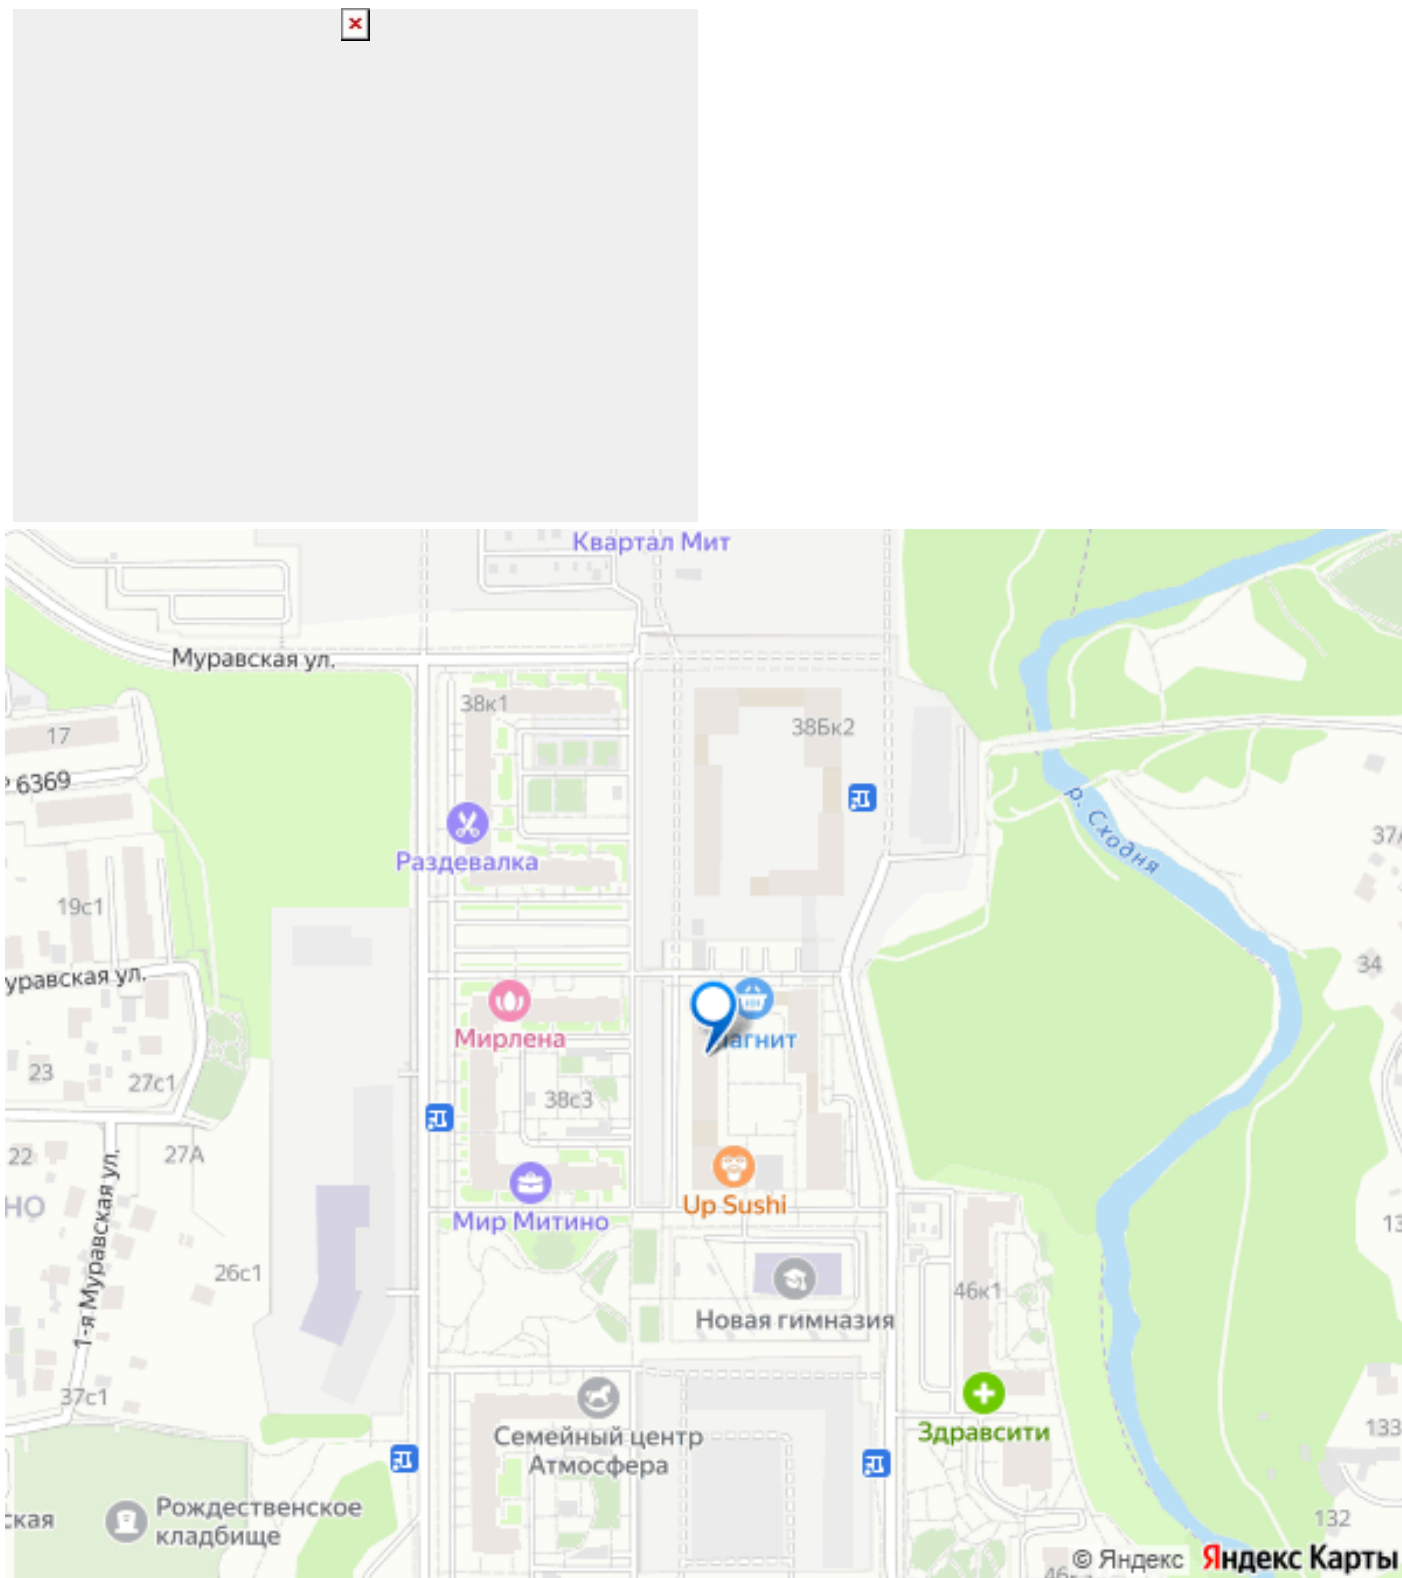 Квартал Мит
Муравская ул.
38к1
17
38Бк2
6369
р. Сходня
Раздевалка
37А
19с1
34
уравская ул.
Мирлена
Магнит
23
27с1
38с3
22
27А
НО
Up Sushi
Мир Митино
13
1-я Муравская ул.
26с1
46к1
Новая гимназия
37с1
Семейный центр
Атмосфера
Здравсити
133
Рождественское
кладбище
ская
132
© Яндекс Яндекс Карты